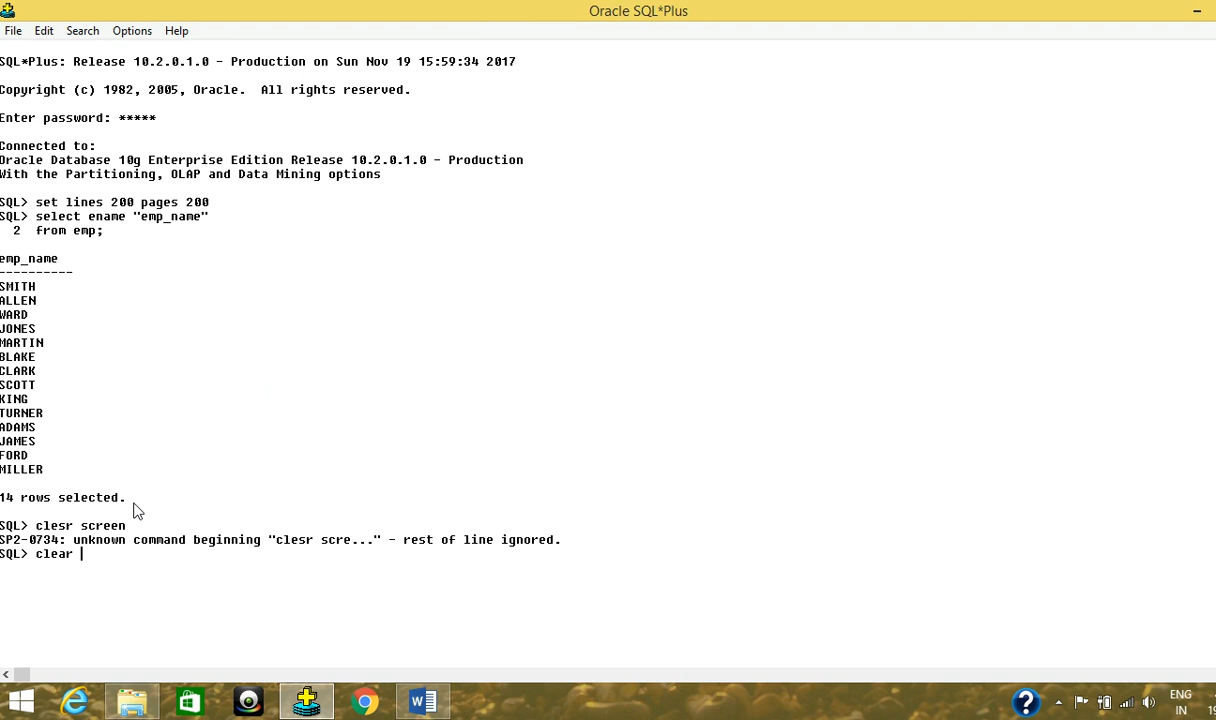 Oracle SQL*Plus
File Edit Search Options Help
SQL*Plus: Release 10.2.0.1.0 - Production on Sun Nov 19 15:59:34 2017
Copyright (c) 1982, 2005, Oracle.  All rights reserved.
Enter password: *****
Connected to:
Oracle Database 10g Enterprise Edition Release 10.2.0.1.0 - Production
With the Partitioning, OLAP and Data Mining options
SQL> set lines 200 pages 200
SQL> select ename "emp_name"
  2  from emp;
emp_name
----------
SMITH
ALLEN
WARD
JONES
MARTIN
BLAKE
CLARK
SCOTT
KING
TURNER
ADAMS
JAMES
FORD
MILLER
14 rows selected.
SQL> clesr screen
SP2-0734: unknown command beginning "clesr scre..." - rest of line ignored.
SQL> clear
ENG
IN